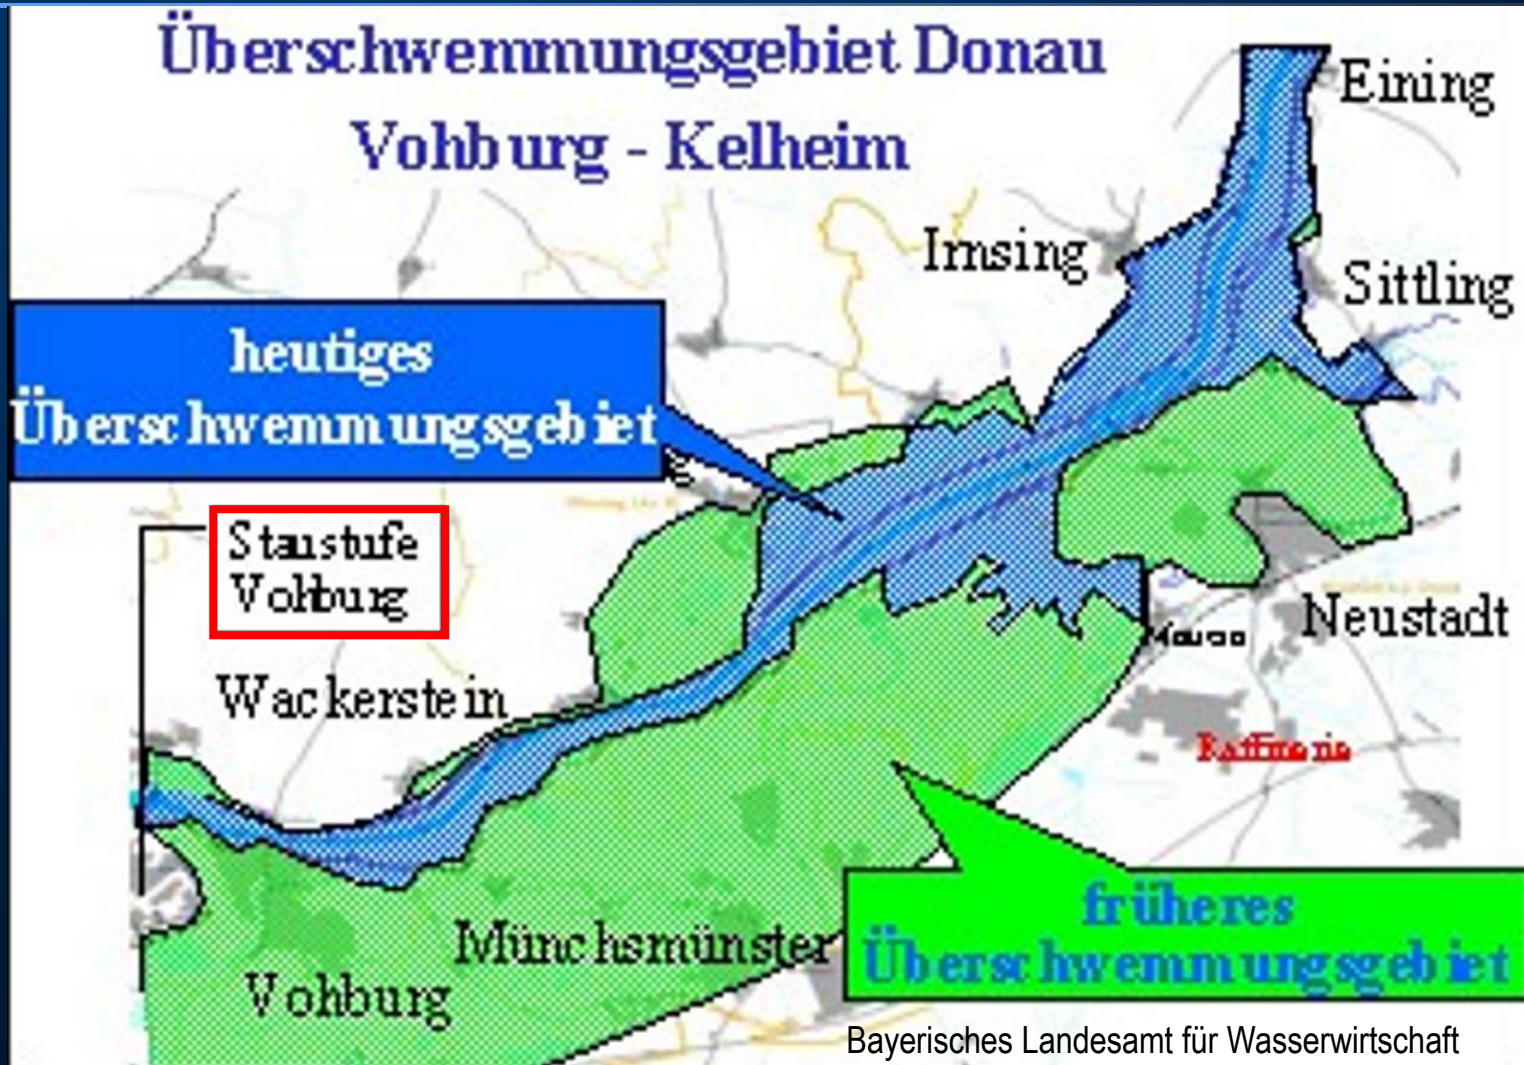 Überschwemmungsgebiet Donau
Vohburg - Kelheim
Eining
Irnsing
Sittling
heutiges
Überschwemmungsgebiet
Staustufe
Vohburg
Wackerstein
Neustadt
Raffinerie
Münchsmünster
Vohburg
früheres
Überschwemmungsgebiet
Bayerisches Landesamt für Wasserwirtschaft